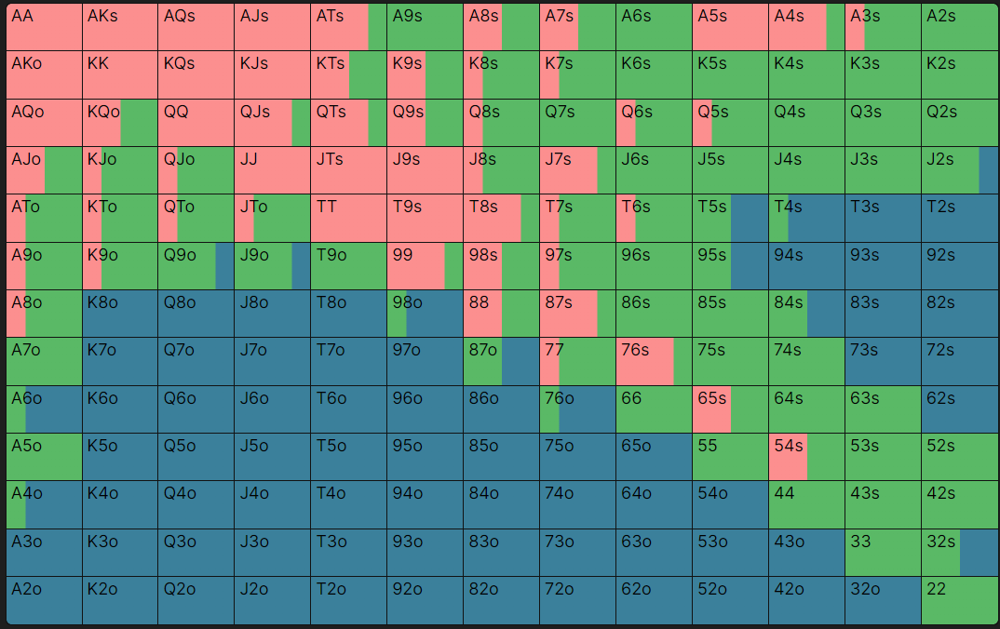 AA AKs AQs AJs ATs A9s A8s A7s A6s A5s A4s A3s A2s
AKo KK KQs KJs KTs K9s K8s K7s K6s K5s K4s K3s K2s
AQo KQo QQ QJs QTs Q9s Q8s Q7s Q6s Q5s Q4s Q3s Q2s
AJo KJo QJo JJ JTs J9s J8s J7s J6s J5s J4s J3s J2s
ATo KTo QTo JTo TT T9s T8s T7s T6s T5s T4s T3s T2s
A9o K9o Q9o J9o T9o 99 98s 97s 96s 95s 94s 93s 92s
A8o K8o Q8o J8o T8o 98o 88 87s 86s 85s 84s 83s 82s
A7o K7o Q7o J7o T7o 97o 87o 77 76s 75s 74s 73s 72s
A6o K6o Q6o J6o T6o 96o 86o 76o 66 65s 64s 63s 62s
A5o K5o Q5o J5o T5o 95o 85o 75o 65o 55 54s 53s 52s
A4o K4o Q4o J4o T4o 94o 84o 74o 64o 54o 44 43s 42s
A3o K3o Q3o J3o T3o 93o 83o 73o 63o 53o 43o 33 32s
A2o K2o Q2o J2o T2o 92o 82o 72o 62o 52o 42o 32o 22